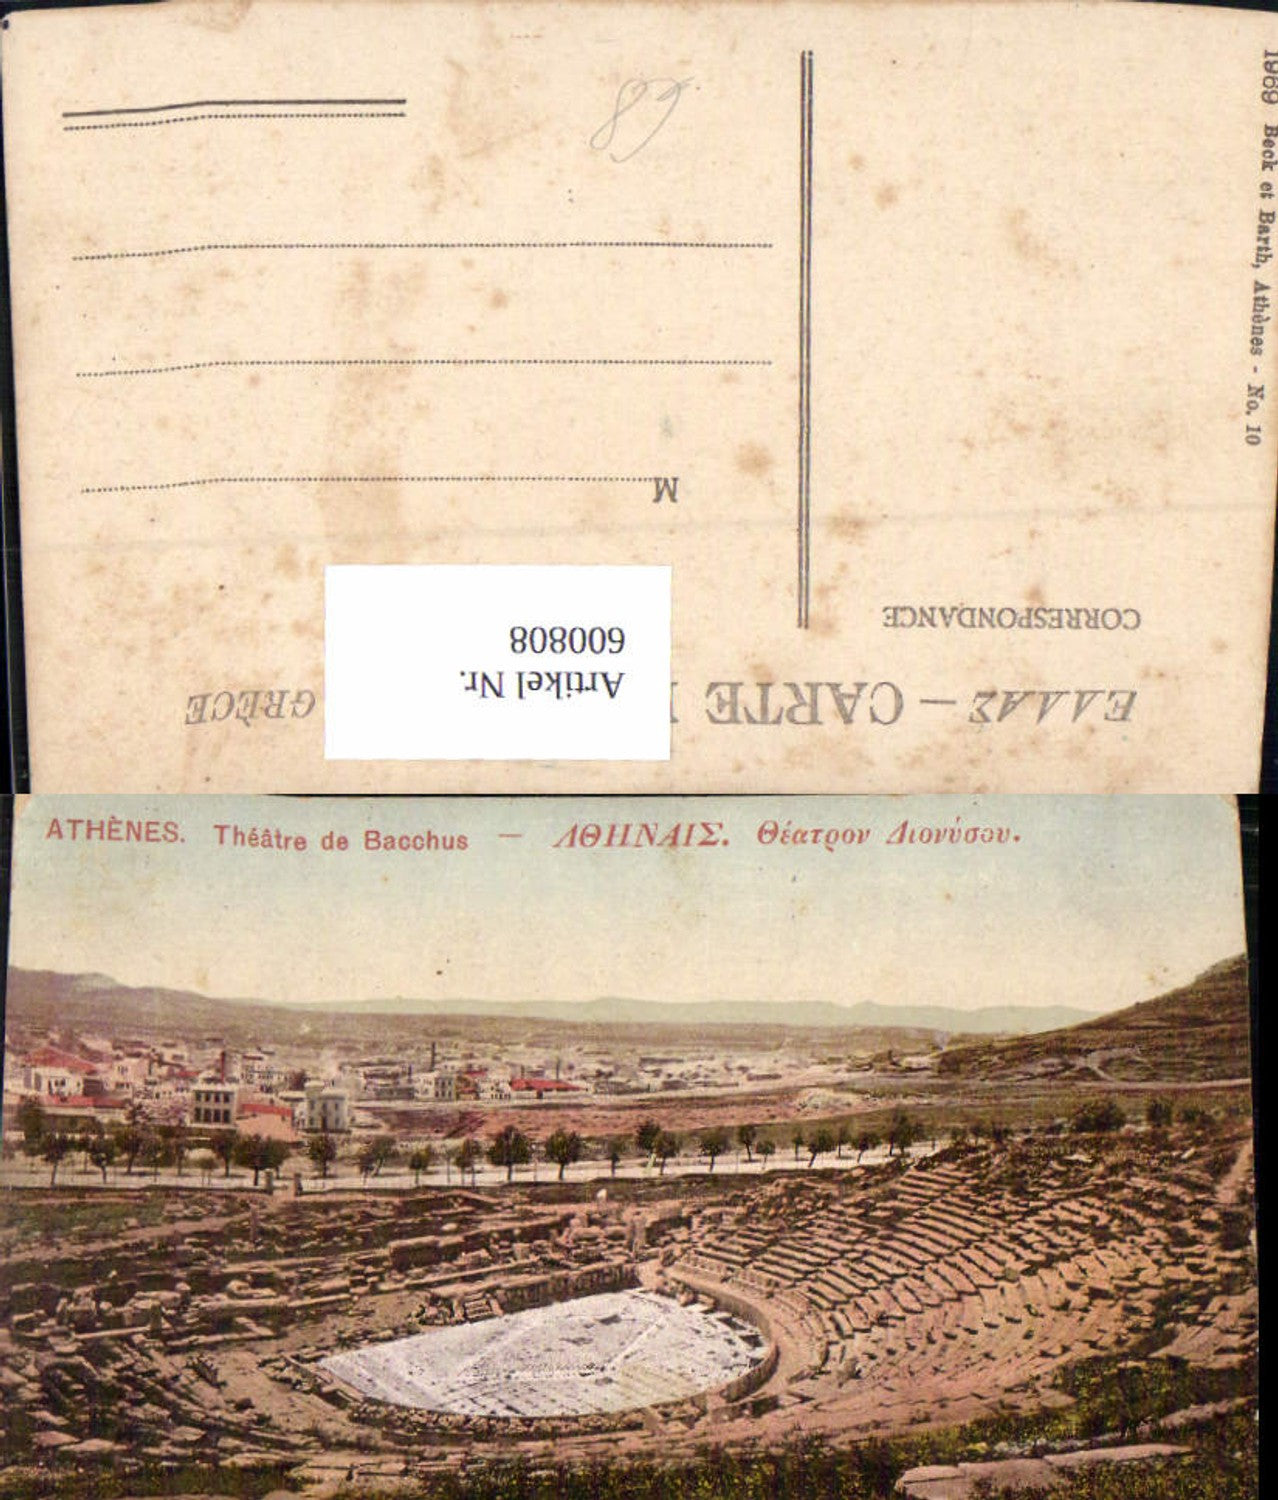 89
1969 Beck et Barth, Athènes - No. 10
M
CORRESPONDANCE
Artikel Nr.
600808
ΕΛΛΑΣ — CARTE
GRÈCE
ATHÈNES. Théâtre de Bacchus — ΑΘΗΝΑΙΣ. Θέατρον Διονύσου.